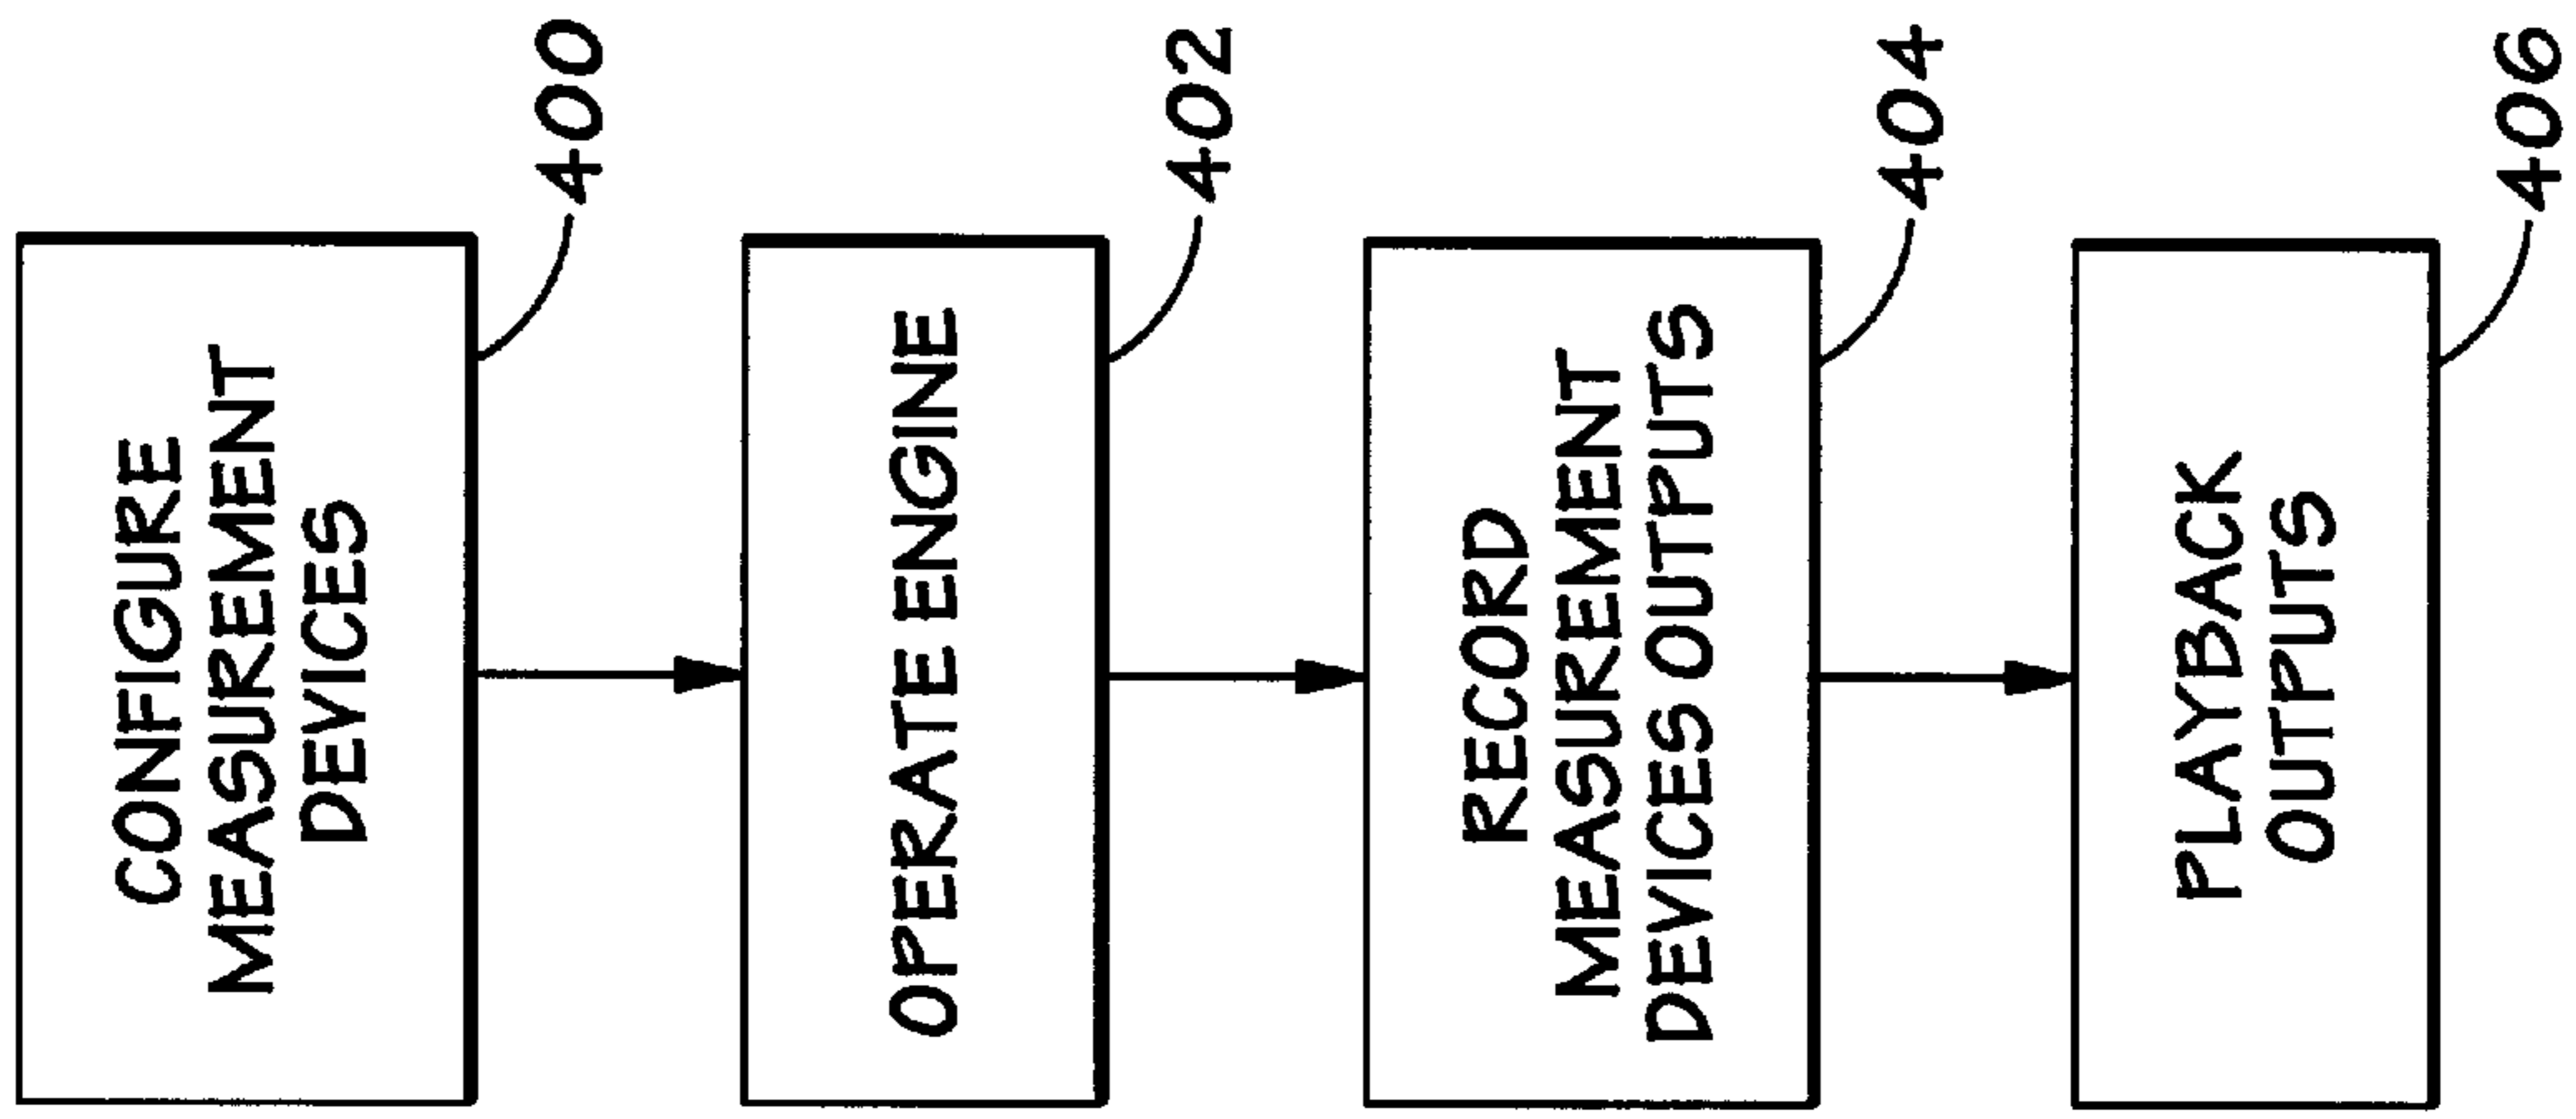 CONFIGURE
MEASUREMENT
DEVICES
400
OPERATE ENGINE
402
RECORD
MEASUREMENT
DEVICES OUTPUTS
404
PLAYBACK
OUTPUTS
406